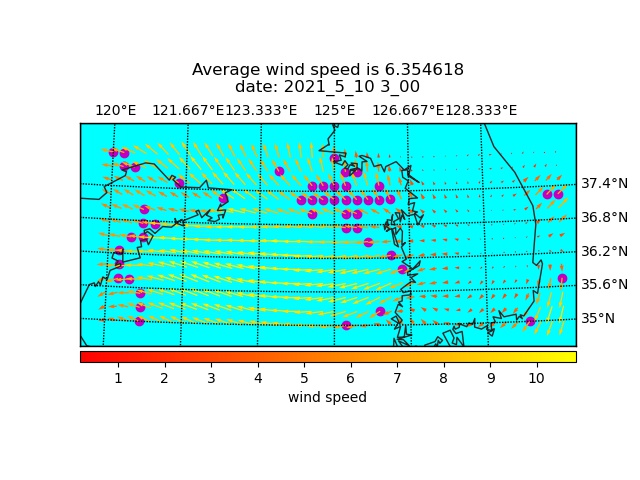 Average wind speed is 6.354618
date: 2021_5_10 3_00
120°E 121.667°E 123.333°E 125°E 126.667°E 128.333°E
37.4°N
36.8°N
36.2°N
35.6°N
35°N
1 2 3 4 5 6 7 8 9 10
wind speed